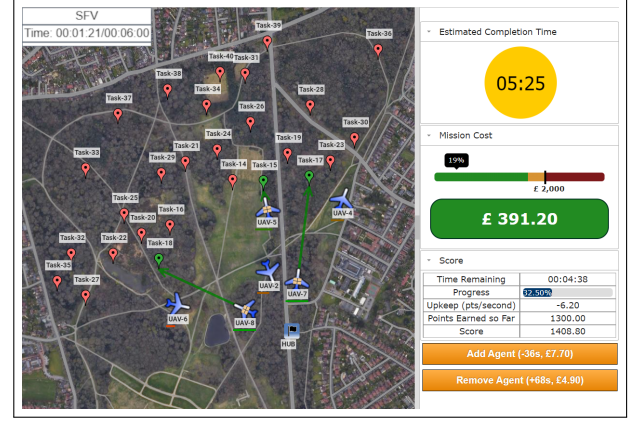 SFV
Time: 00:01:21/00:06:00
Task-39
Task-36
Task-40
Task-31
Task-38
Task-34
Task-28
Task-37
Task-26
Task-30
Task-24
Task-21
Task-19
Task-23
Task-33
Task-29
Task-14
Task-15
Task-17
Task-25
Task-16
Task-20
UAV-5
UAV-4
Task-32
Task-22
Task-18
Task-35
Task-27
UAV-2
UAV-7
UAV-6
UAV-8
HUB
Estimated Completion Time
05:25
Mission Cost
19%
£ 2,000
£ 391.20
Score
Time Remaining 00:04:38
Progress 32.50%
Upkeep (pts/second) -6.20
Points Earned so Far 1300.00
Score 1408.80
Add Agent (-36s, £7.70)
Remove Agent (+68s, £4.90)